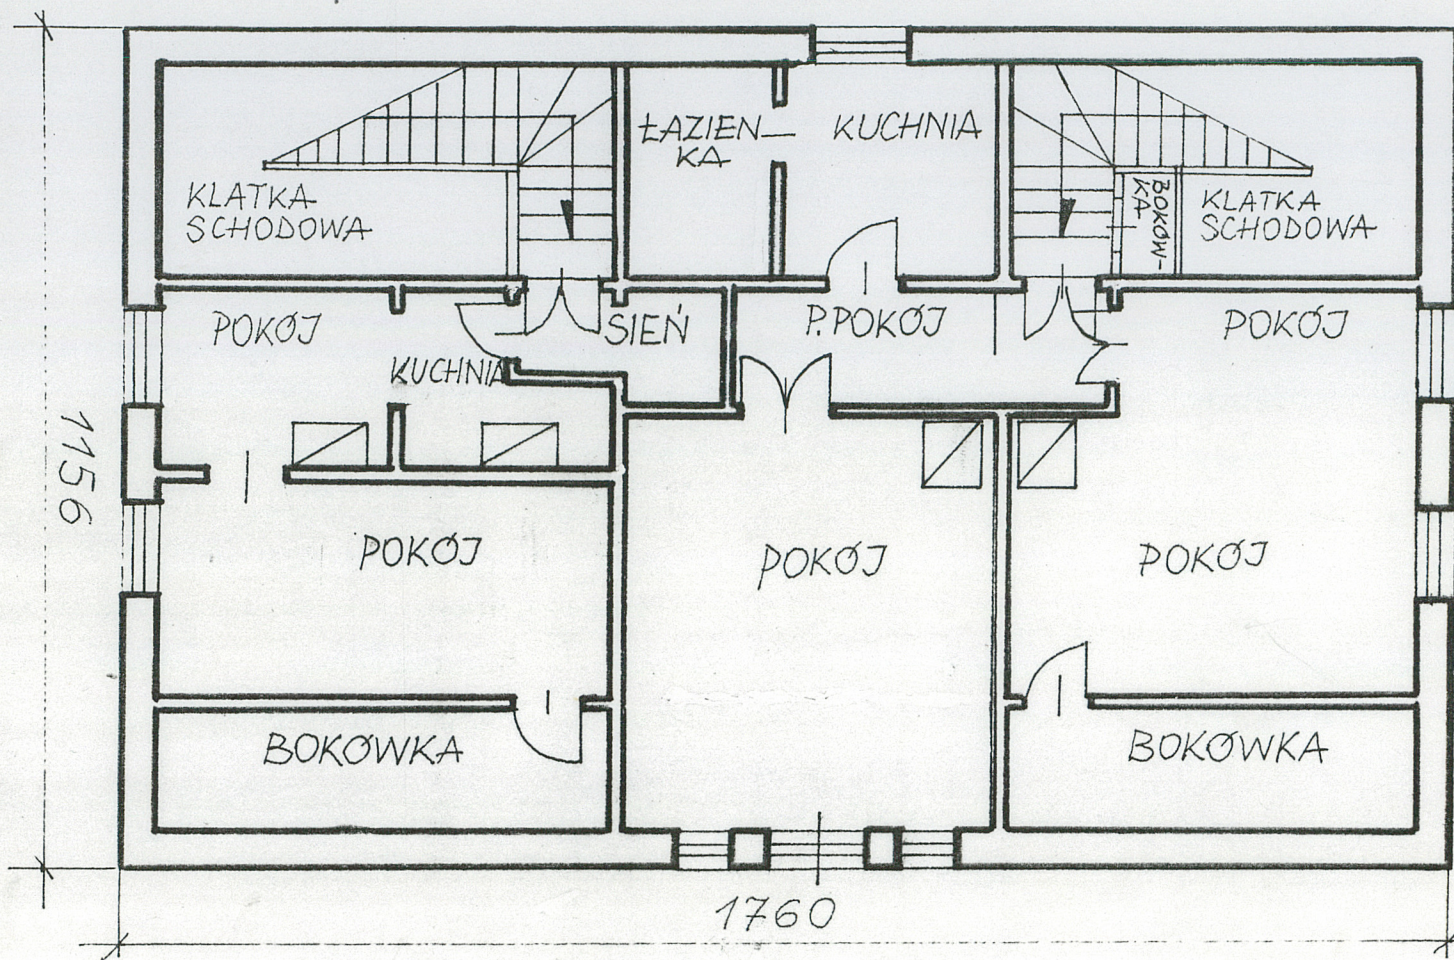 ŁAZIEN-
KA
KUCHNIA
KLATKA
SCHODOWA
BOKÓW-
KA
KLATKA
SCHODOWA
POKÓJ
KUCHNIA
SIEŃ
P. POKÓJ
POKÓJ
1156
POKÓJ
POKÓJ
POKÓJ
BOKÓWKA
BOKÓWKA
1760